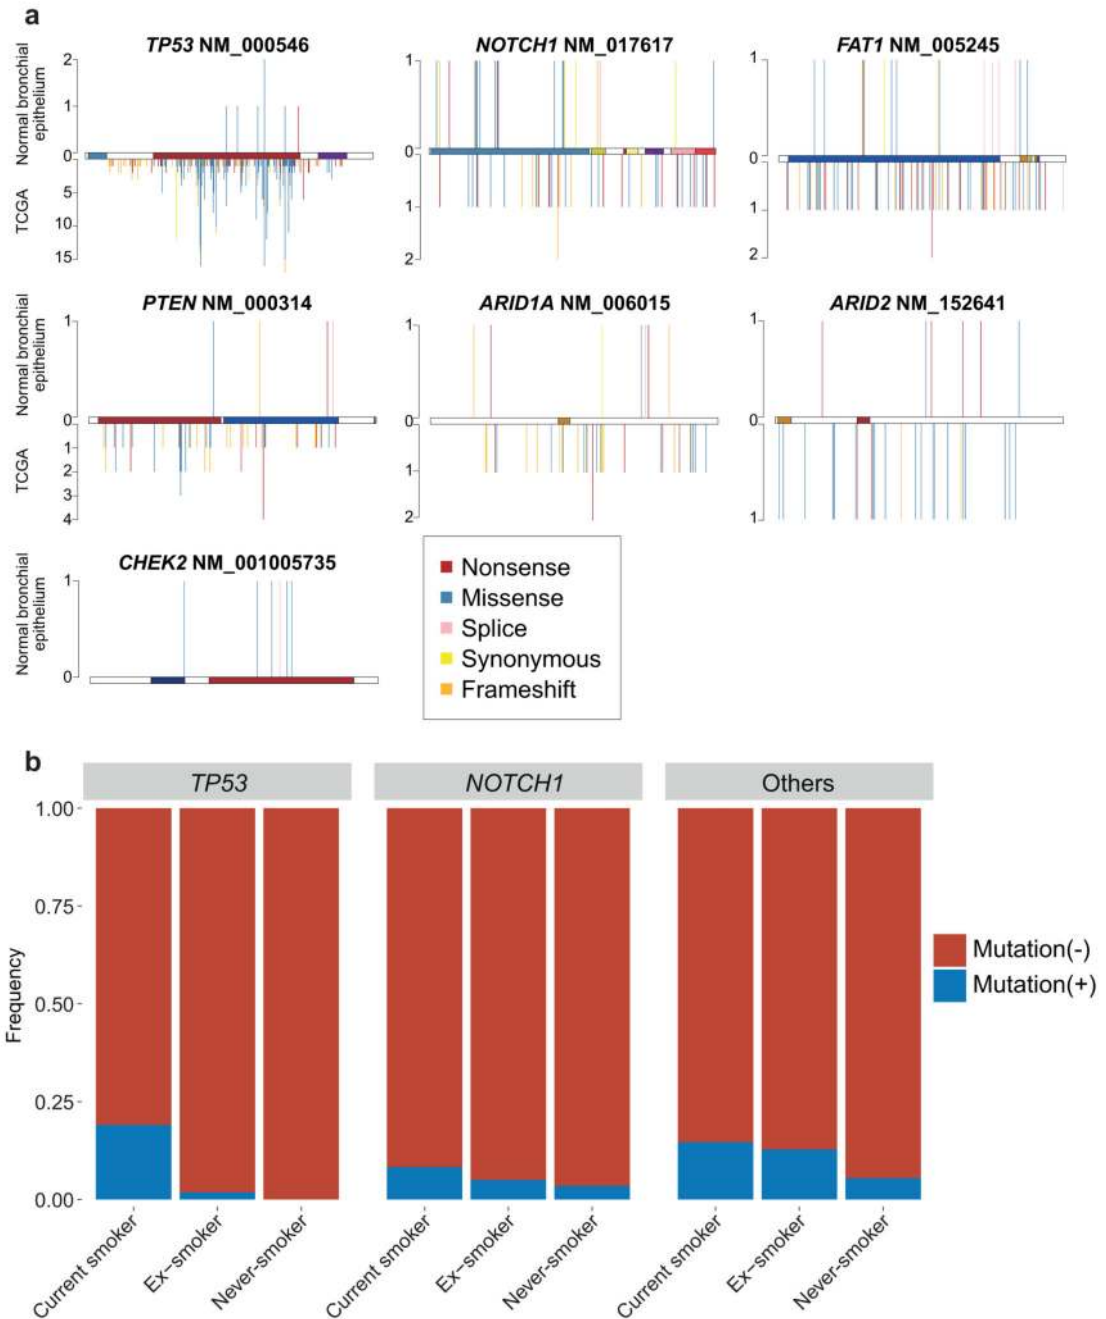 a
TP53 NM_000546
NOTCH1 NM_017617
FAT1 NM_005245
Normal bronchial
epithelium
TCGA
2
1
0
5
10
15
1
0
1
2
1
0
1
2
PTEN NM_000314
ARID1A NM_006015
ARID2 NM_152641
Normal bronchial
epithelium
TCGA
1
0
1
2
3
4
1
0
1
2
1
0
1
CHEK2 NM_001005735
Normal bronchial
epithelium
1
0
Nonsense
Missense
Splice
Synonymous
Frameshift
b
TP53
NOTCH1
Others
Frequency
1.00
0.75
0.50
0.25
0.00
Current smoker
Ex-smoker
Never-smoker
Current smoker
Ex-smoker
Never-smoker
Current smoker
Ex-smoker
Never-smoker
Mutation(-)
Mutation(+)